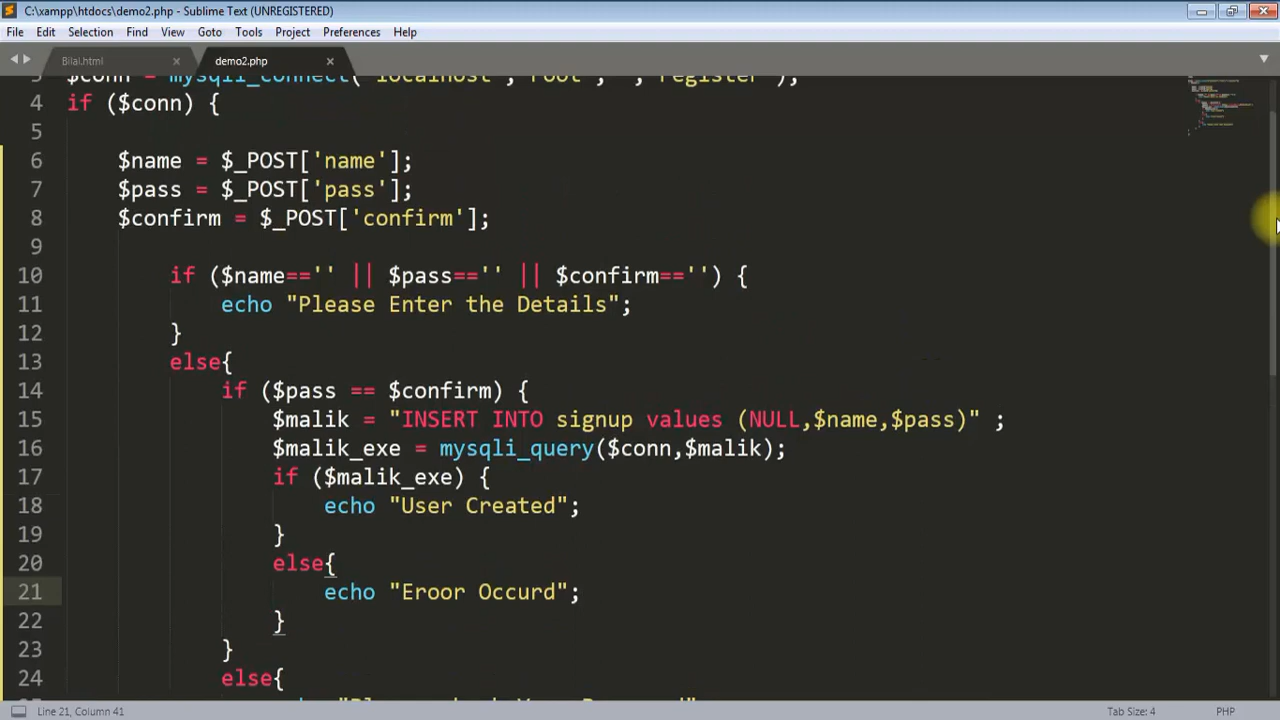 C:\xampp\htdocs\demo2.php - Sublime Text (UNREGISTERED)
File Edit Selection Find View Goto Tools Project Preferences Help
Bilal.html demo2.php
$conn = mysqli_connect('localhost','root','','register');
4 if ($conn) {
5
6 $name = $_POST['name'];
7 $pass = $_POST['pass'];
8 $confirm = $_POST['confirm'];
9
10 if ($name=='' || $pass=='' || $confirm=='') {
11 echo "Please Enter the Details";
12 }
13 else{
14 if ($pass == $confirm) {
15 $malik = "INSERT INTO signup values (NULL,$name,$pass)" ;
16 $malik_exe = mysqli_query($conn,$malik);
17 if ($malik_exe) {
18 echo "User Created";
19 }
20 else{
21 echo "Eroor Occurd";
22 }
23 }
24 else{
Line 21, Column 41 Tab Size: 4 PHP